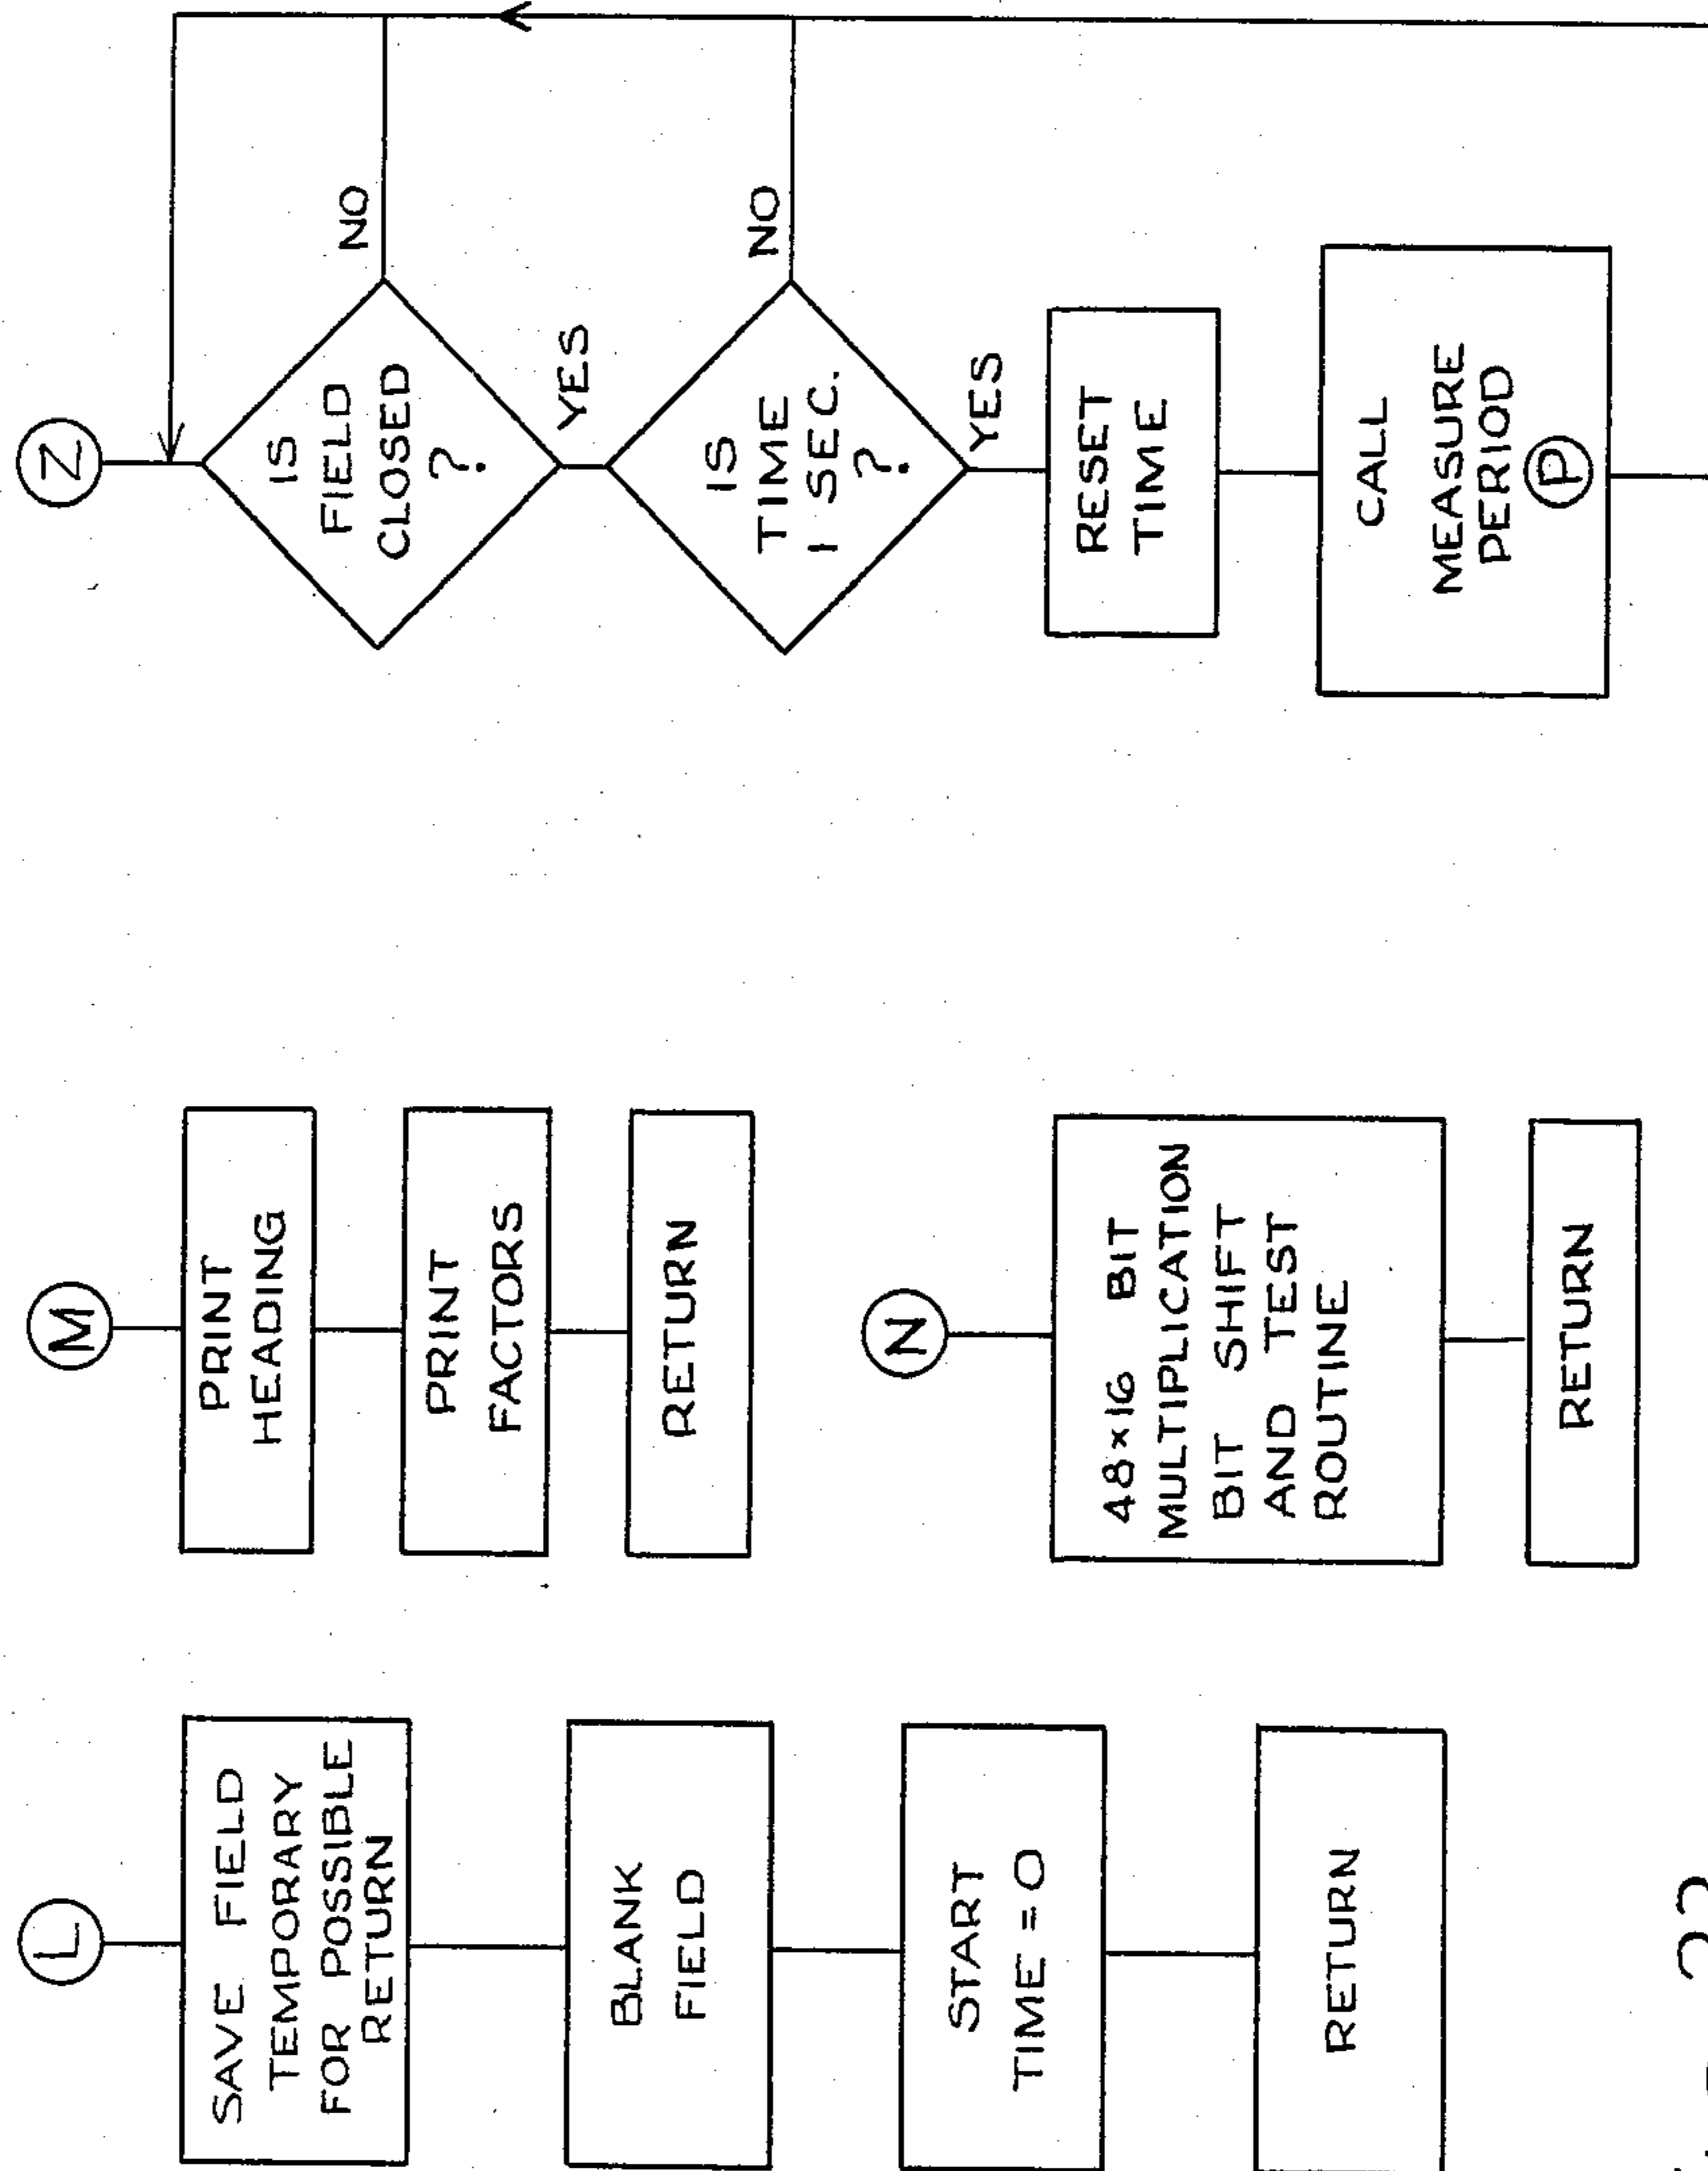 L
SAVE FIELD
TEMPORARY
FOR POSSIBLE
RETURN
BLANK
FIELD
START
TIME = 0
RETURN
M
PRINT
HEADING
PRINT
FACTORS
RETURN
N
48×16 BIT
MULTIPLICATION
BIT SHIFT
AND TEST
ROUTINE
RETURN
Z
IS
FIELD
CLOSED
?
NO
YES
IS
TIME
1 SEC.
?
NO
YES
RESET
TIME
CALL
MEASURE
PERIOD
P